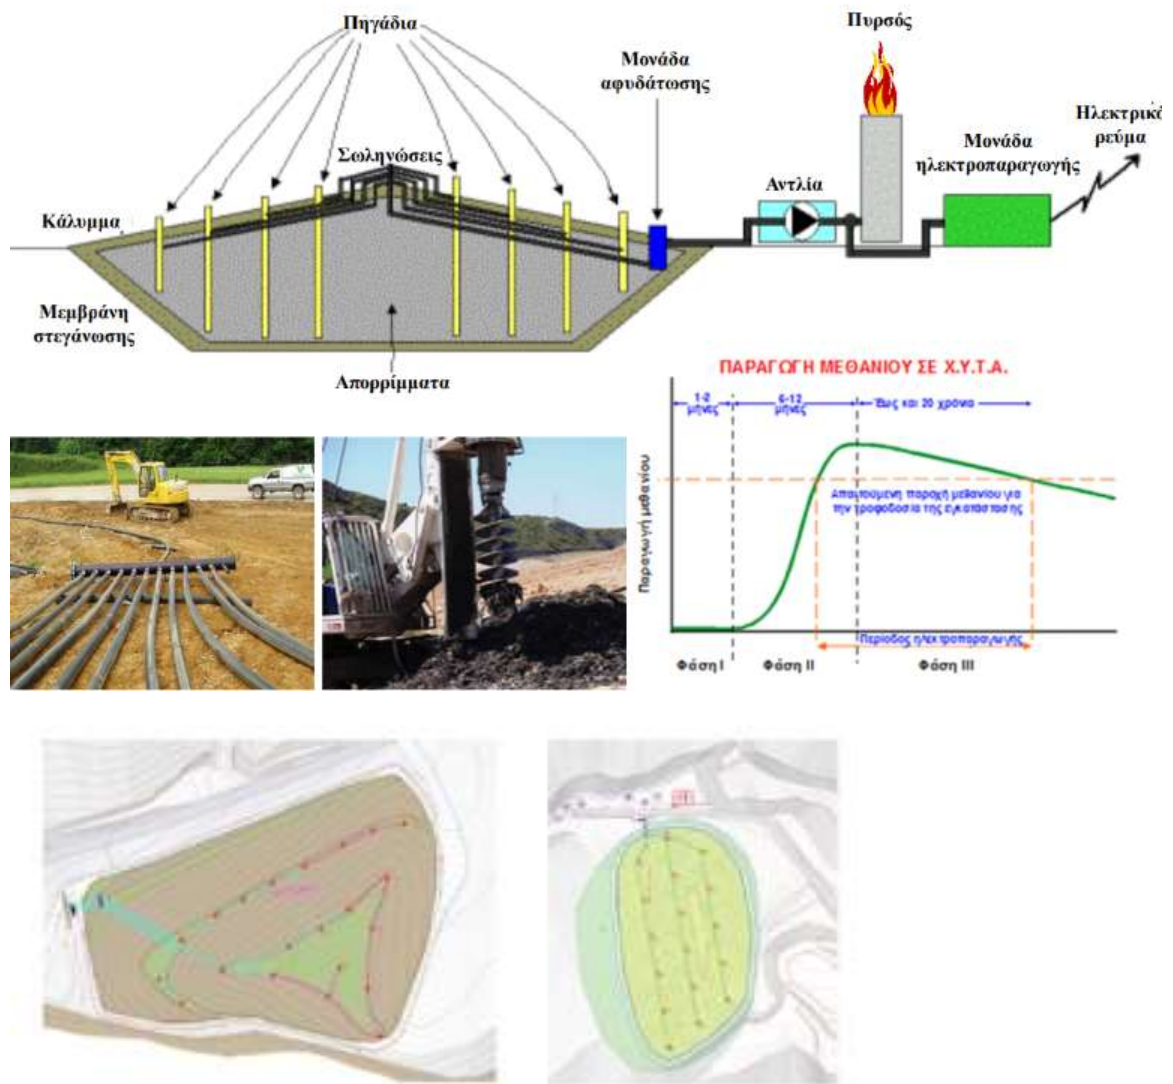 Πηγάδια
Πυρσός
Μονάδα
αφυδάτωσης
Ηλεκτρικό
ρεύμα
Μονάδα
ηλεκτροπαραγωγής
Σωληνώσεις
Αντλία
Κάλυμμα
Μεμβράνη
στεγάνωσης
Απορρίμματα
ΠΑΡΑΓΩΓΗ ΜΕΘΑΝΙΟΥ ΣΕ Χ.Υ.Τ.Α.
1-2
μήνες
6-12
μήνες
Έως και 20 χρόνια
Παραγωγή μεθανίου
Απαιτούμενη παροχή μεθανίου για
την τροφοδοσία της εγκατάστασης
Περίοδος ηλεκτροπαραγωγής
Φάση I
Φάση II
Φάση III